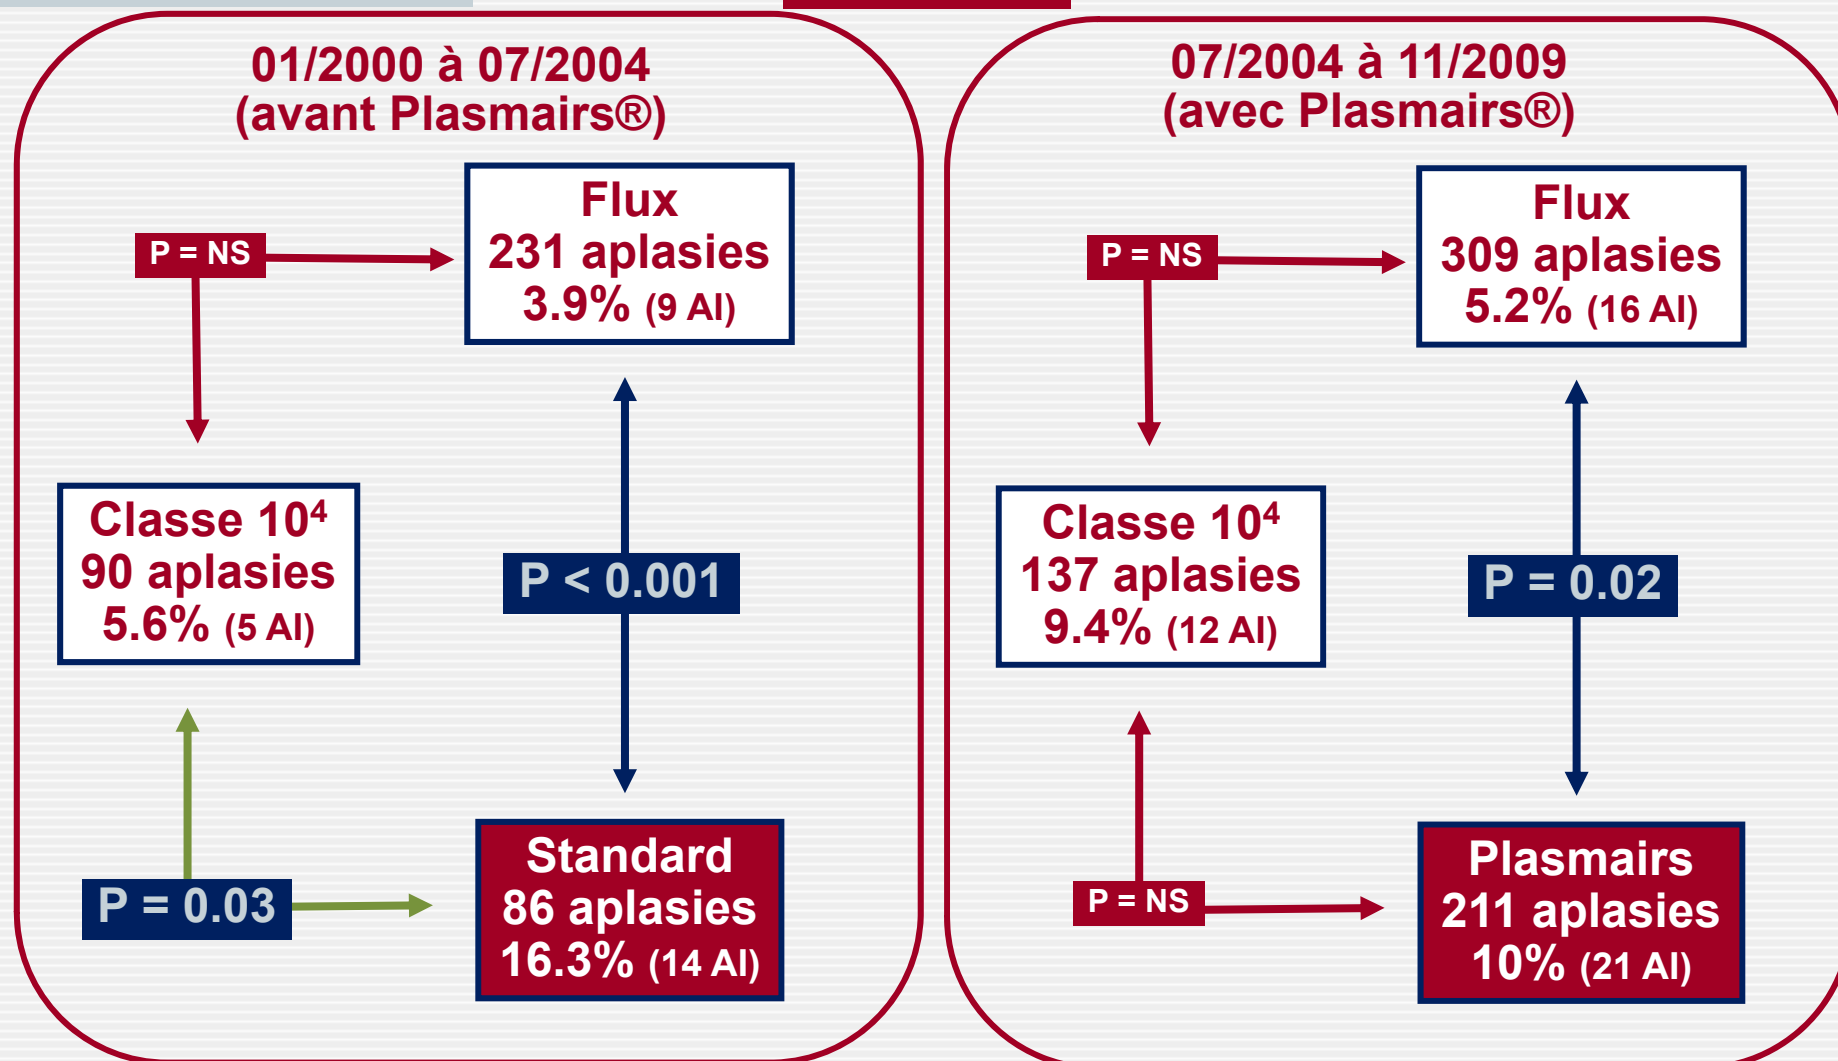 01/2000 à 07/2004
(avant Plasmairs®)
Flux
231 aplasies
3.9% (9 AI)
P = NS
Classe 10⁴
90 aplasies
5.6% (5 AI)
P < 0.001
P = 0.03
Standard
86 aplasies
16.3% (14 AI)
07/2004 à 11/2009
(avec Plasmairs®)
Flux
309 aplasies
5.2% (16 AI)
P = NS
Classe 10⁴
137 aplasies
9.4% (12 AI)
P = 0.02
P = NS
Plasmairs
211 aplasies
10% (21 AI)